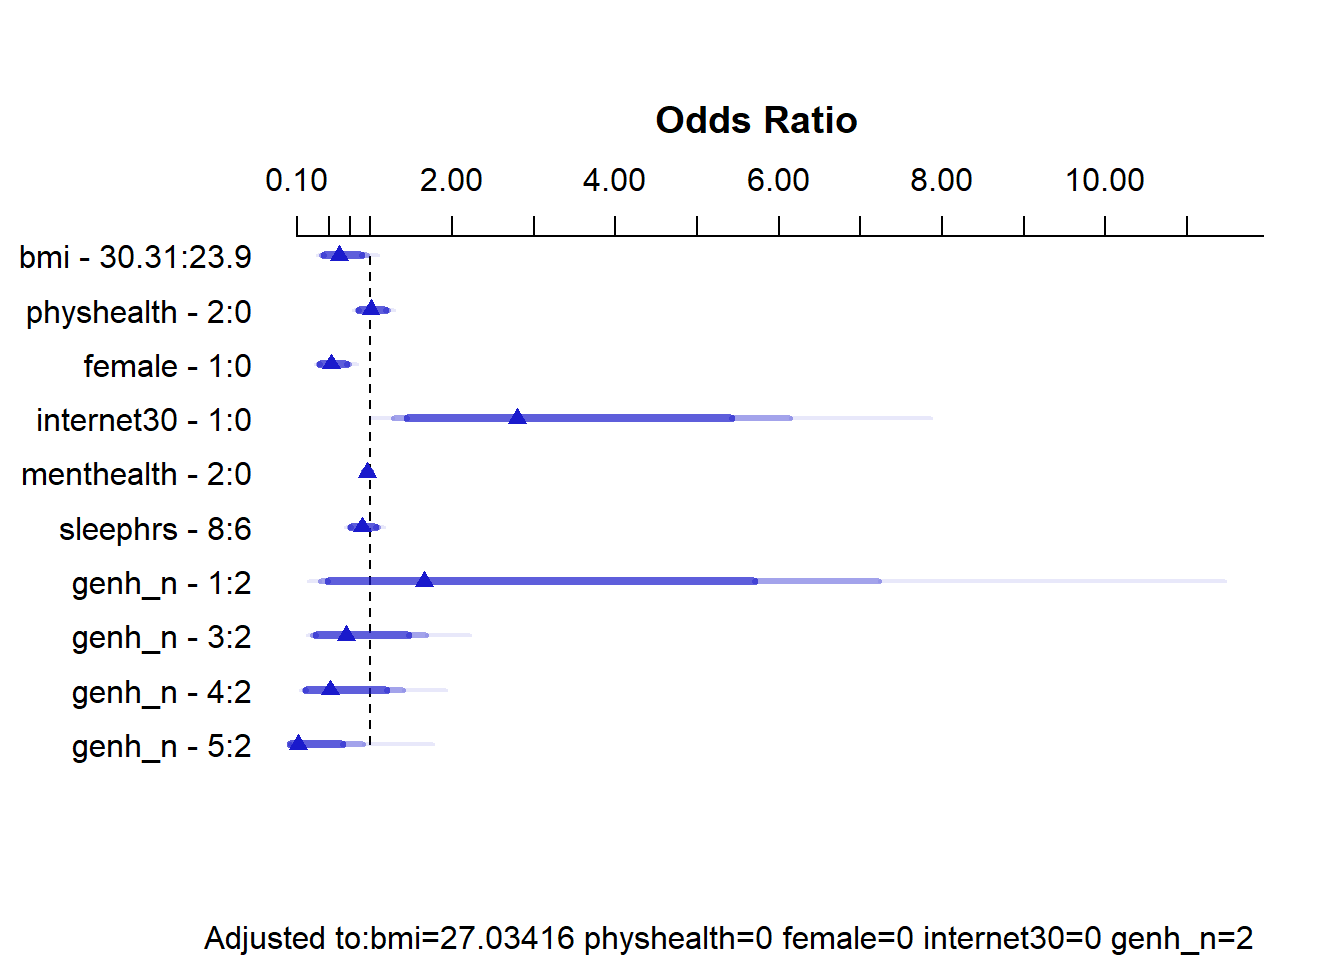 Odds Ratio
0.10 2.00 4.00 6.00 8.00 10.00
bmi - 30.31:23.9
physhealth - 2:0
female - 1:0
internet30 - 1:0
menthealth - 2:0
sleephrs - 8:6
genh_n - 1:2
genh_n - 3:2
genh_n - 4:2
genh_n - 5:2
Adjusted to:bmi=27.03416 physhealth=0 female=0 internet30=0 genh_n=2